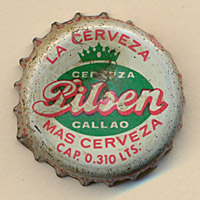 LA CERVEZA
CERVEZA
Pilsen
CALLAO
MAS CERVEZA
CAP. 0.310 LTS.